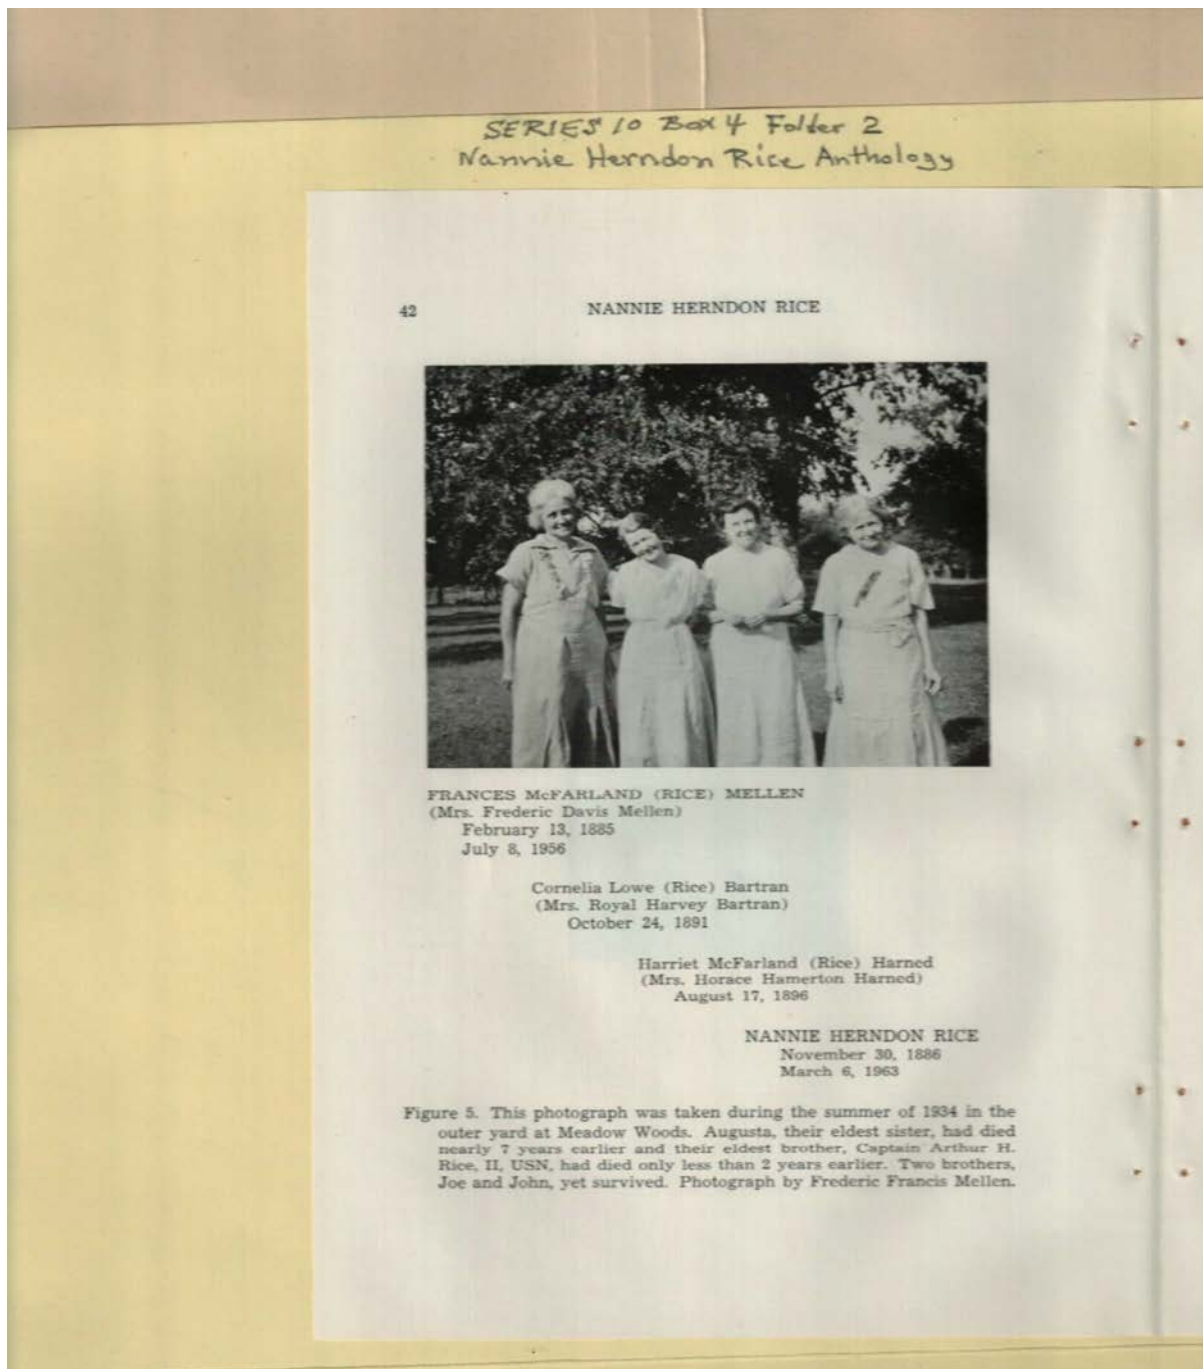 SERIES 10 Box 4 Folder 2
Nannie Herndon Rice Anthology
42 NANNIE HERNDON RICE
FRANCES McFARLAND (RICE) MELLEN
(Mrs. Frederic Davis Mellen)
February 13, 1885
July 8, 1956
Cornelia Lowe (Rice) Bartran
(Mrs. Royal Harvey Bartran)
October 24, 1891
Harriet McFarland (Rice) Harned
(Mrs. Horace Hamerton Harned)
August 17, 1896
NANNIE HERNDON RICE
November 30, 1886
March 6, 1963
Figure 5. This photograph was taken during the summer of 1934 in the
outer yard at Meadow Woods. Augusta, their eldest sister, had died
nearly 7 years earlier and their eldest brother, Captain Arthur H.
Rice, II, USN, had died only less than 2 years earlier. Two brothers,
Joe and John, yet survived. Photograph by Frederic Francis Mellen.